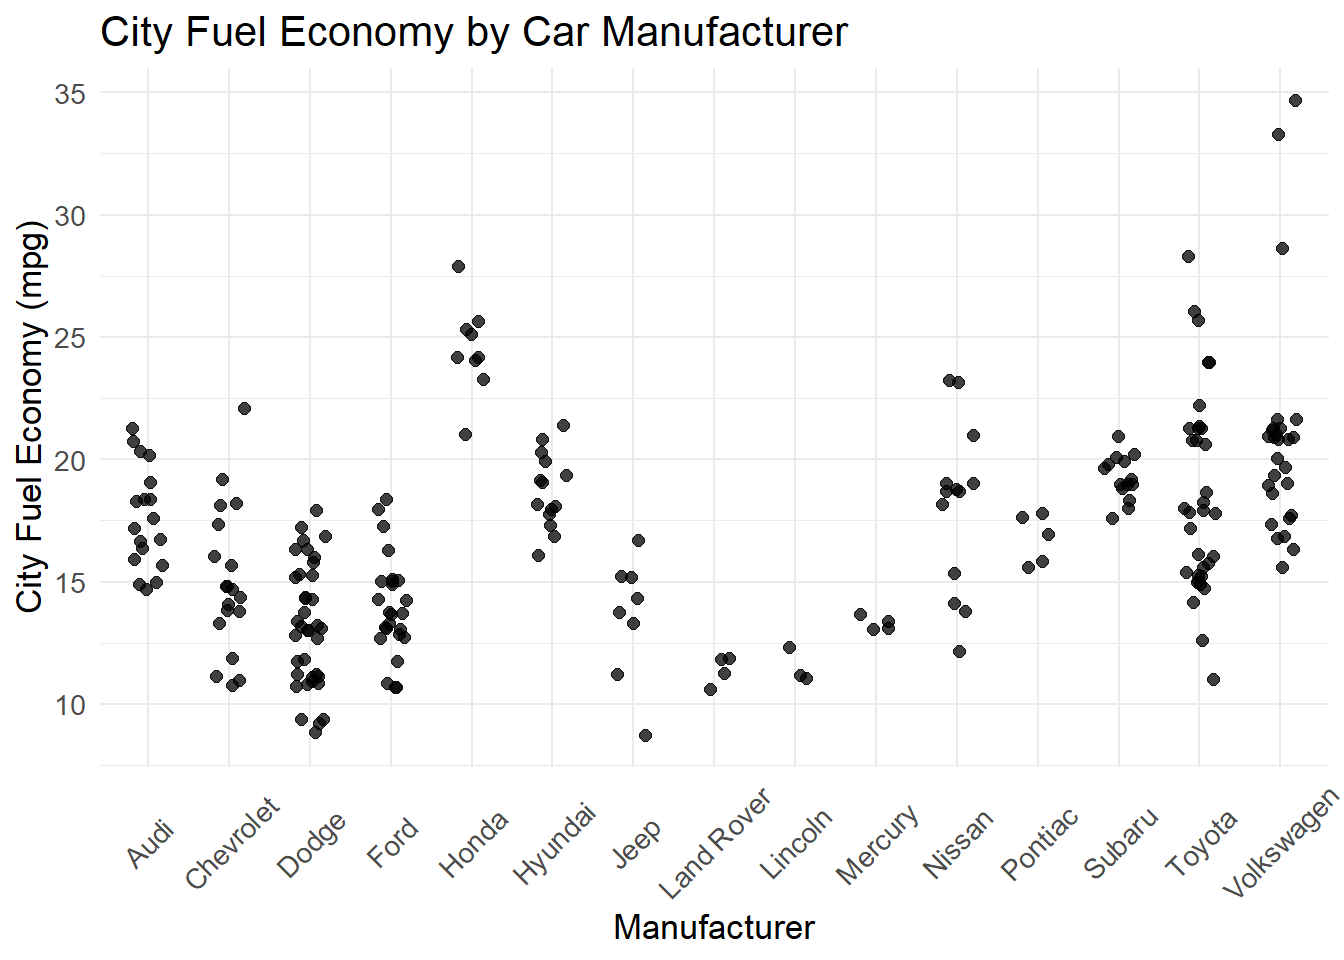 City Fuel Economy by Car Manufacturer
City Fuel Economy (mpg)
35
30
25
20
15
10
Audi
Chevrolet
Dodge
Ford
Honda
Hyundai
Jeep
Land Rover
Lincoln
Mercury
Nissan
Pontiac
Subaru
Toyota
Volkswagen
Manufacturer